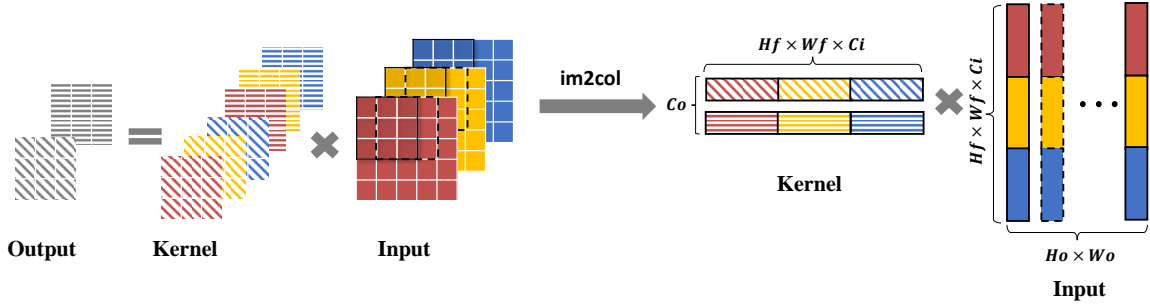 Output
=
Kernel
×
Input
im2col
Hf × Wf × Ci
Co
Kernel
×
Hf × Wf × Ci
...
Ho × Wo
Input